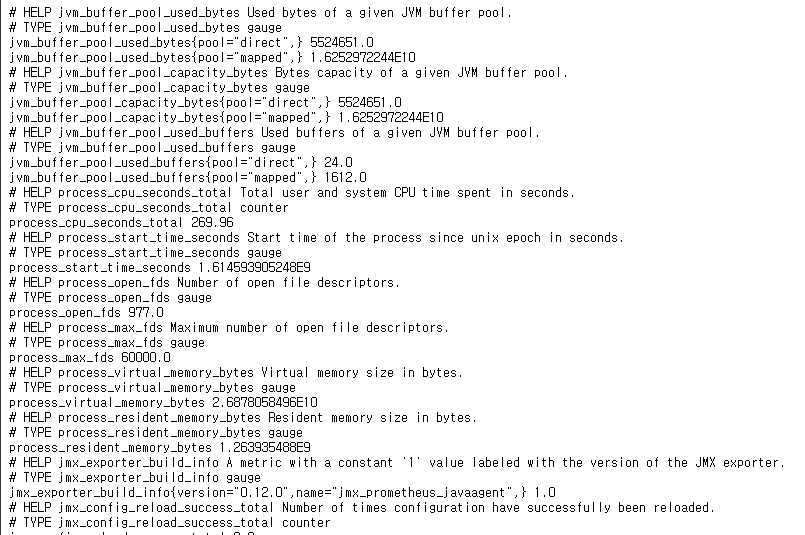 # HELP jvm_buffer_pool_used_bytes Used bytes of a given JVM buffer pool.
# TYPE jvm_buffer_pool_used_bytes gauge
jvm_buffer_pool_used_bytes{pool="direct",} 5524651.0
jvm_buffer_pool_used_bytes{pool="mapped",} 1.6252972244E10
# HELP jvm_buffer_pool_capacity_bytes Bytes capacity of a given JVM buffer pool.
# TYPE jvm_buffer_pool_capacity_bytes gauge
jvm_buffer_pool_capacity_bytes{pool="direct",} 5524651.0
jvm_buffer_pool_capacity_bytes{pool="mapped",} 1.6252972244E10
# HELP jvm_buffer_pool_used_buffers Used buffers of a given JVM buffer pool.
# TYPE jvm_buffer_pool_used_buffers gauge
jvm_buffer_pool_used_buffers{pool="direct",} 24.0
jvm_buffer_pool_used_buffers{pool="mapped",} 1612.0
# HELP process_cpu_seconds_total Total user and system CPU time spent in seconds.
# TYPE process_cpu_seconds_total counter
process_cpu_seconds_total 269.96
# HELP process_start_time_seconds Start time of the process since unix epoch in seconds.
# TYPE process_start_time_seconds gauge
process_start_time_seconds 1.614593905248E9
# HELP process_open_fds Number of open file descriptors.
# TYPE process_open_fds gauge
process_open_fds 977.0
# HELP process_max_fds Maximum number of open file descriptors.
# TYPE process_max_fds gauge
process_max_fds 60000.0
# HELP process_virtual_memory_bytes Virtual memory size in bytes.
# TYPE process_virtual_memory_bytes gauge
process_virtual_memory_bytes 2.6878058496E10
# HELP process_resident_memory_bytes Resident memory size in bytes.
# TYPE process_resident_memory_bytes gauge
process_resident_memory_bytes 1.263935488E9
# HELP jmx_exporter_build_info A metric with a constant '1' value labeled with the version of the JMX exporter.
# TYPE jmx_exporter_build_info gauge
jmx_exporter_build_info{version="0.12.0",name="jmx_prometheus_javaagent",} 1.0
# HELP jmx_config_reload_success_total Number of times configuration have successfully been reloaded.
# TYPE jmx_config_reload_success_total counter